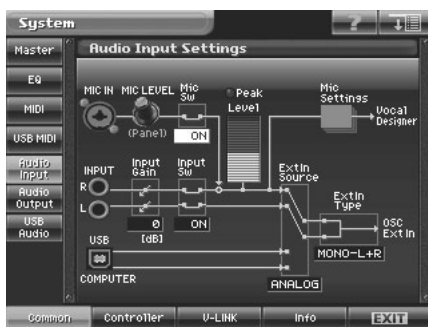 System
?
Master
Audio Input Settings
EQ
MIDI
USB MIDI
Audio Input
Audio Output
USB Audio
MIC IN
MIC LEVEL
(Panel)
Mic Sw
ON
Peak
Level
Mic Settings
Vocal Designer
INPUT
R
L
Input Gain
0
[dB]
Input Sw
ON
ExtIn Source
ExtIn Type
OSC Ext In
MONO-L+R
USB
COMPUTER
ANALOG
Common
Controller
V-LINK
Info
EXIT